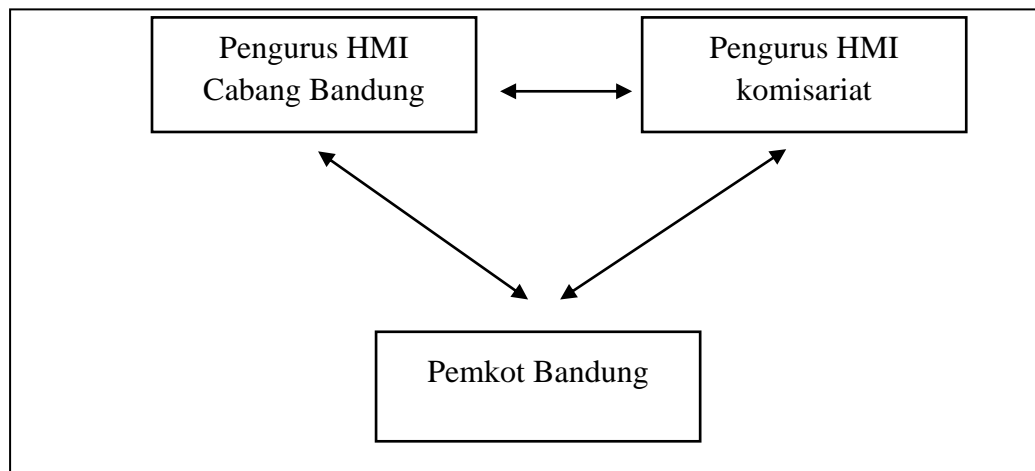 Pengurus HMI
Cabang Bandung
Pengurus HMI
komisariat
Pemkot Bandung